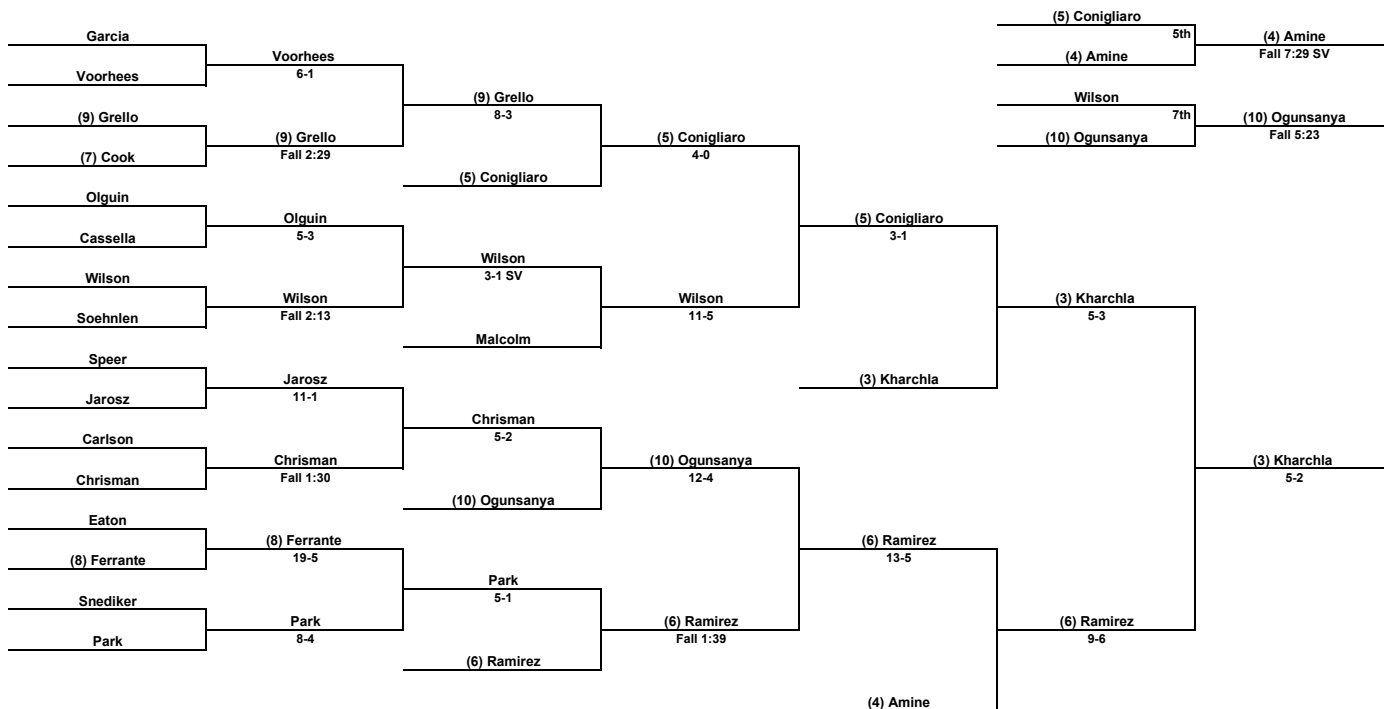 Garcia
Voorhees
(9) Grello
(7) Cook
Olguin
Cassella
Wilson
Soehnlen
Speer
Jarosz
Carlson
Chrisman
Eaton
(8) Ferrante
Snediker
Park
Voorhees
6-1
(9) Grello
Fall 2:29
Olguin
5-3
Wilson
Fall 2:13
Jarosz
11-1
Chrisman
Fall 1:30
(8) Ferrante
19-5
Park
8-4
(9) Grello
8-3
(5) Conigliaro
Wilson
3-1 SV
Malcolm
Chrisman
5-2
(10) Ogunsanya
Park
5-1
(6) Ramirez
(5) Conigliaro
4-0
Wilson
11-5
(10) Ogunsanya
12-4
(6) Ramirez
Fall 1:39
(5) Conigliaro
3-1
(3) Kharchla
(6) Ramirez
13-5
(4) Amine
(3) Kharchla
5-3
(6) Ramirez
9-6
(3) Kharchla
5-2
(5) Conigliaro
5th
(4) Amine
(4) Amine
Fall 7:29 SV
Wilson
7th
(10) Ogunsanya
(10) Ogunsanya
Fall 5:23